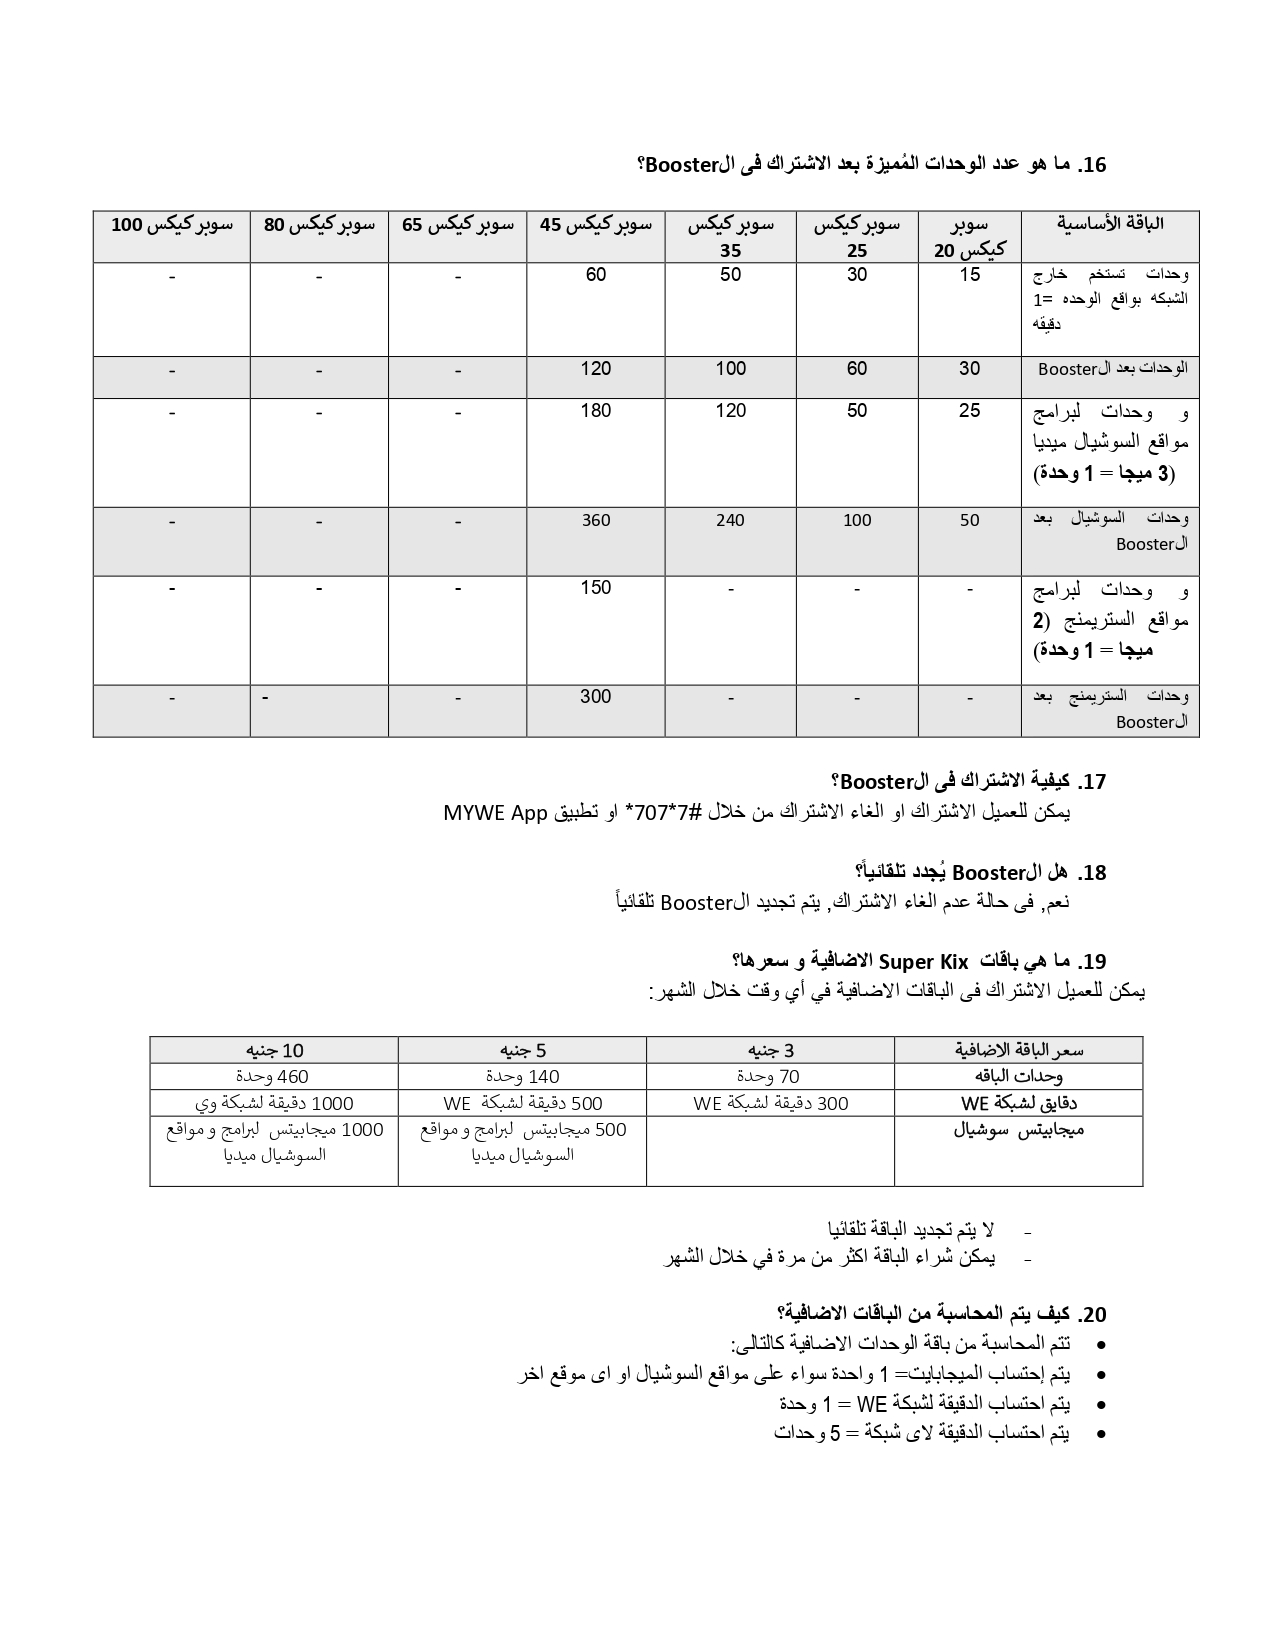 16. ما هو عدد الوحدات المُميزة بعد الاشتراك فى الBooster؟
الباقة الأساسية | سوبر كيكس 20 | سوبر كيكس 25 | سوبر كيكس 35 | سوبر كيكس 45 | سوبر كيكس 65 | سوبر كيكس 80 | سوبر كيكس 100
وحدات تستخم خارج الشبكه بواقع الوحده =1 دقيقه | 15 | 30 | 50 | 60 | - | - | -
الوحدات بعد الBooster | 30 | 60 | 100 | 120 | - | - | -
و وحدات لبرامج مواقع السوشيال ميديا (3 ميجا = 1 وحدة) | 25 | 50 | 120 | 180 | - | - | -
وحدات السوشيال بعد الBooster | 50 | 100 | 240 | 360 | - | - | -
و وحدات لبرامج مواقع الستريمنج (2 ميجا = 1 وحدة) | - | - | - | 150 | - | - | -
وحدات الستريمنج بعد الBooster | - | - | - | 300 | - | - | -
17. كيفية الاشتراك فى الBooster؟
يمكن للعميل الاشتراك او الغاء الاشتراك من خلال #7*707* او تطبيق MYWE App
18. هل الBooster يُجدد تلقائياً؟
نعم, فى حالة عدم الغاء الاشتراك, يتم تجديد الBooster تلقائياً
19. ما هي باقات Super Kix الاضافية و سعرها؟
يمكن للعميل الاشتراك فى الباقات الاضافية في أي وقت خلال الشهر:
سعر الباقة الاضافية | 3 جنيه | 5 جنيه | 10 جنيه
وحدات الباقه | 70 وحدة | 140 وحدة | 460 وحدة
دقايق لشبكة WE | 300 دقيقة لشبكة WE | 500 دقيقة لشبكة WE | 1000 دقيقة لشبكة وي
ميجابيتس سوشيال | | 500 ميجابيتس لبرامج و مواقع السوشيال ميديا | 1000 ميجابيتس لبرامج و مواقع السوشيال ميديا
- لا يتم تجديد الباقة تلقائيا
- يمكن شراء الباقة اكثر من مرة في خلال الشهر
20. كيف يتم المحاسبة من الباقات الاضافية؟
• تتم المحاسبة من باقة الوحدات الاضافية كالتالى:
• يتم إحتساب الميجابايت= 1 واحدة سواء على مواقع السوشيال او اى موقع اخر
• يتم احتساب الدقيقة لشبكة WE = 1 وحدة
• يتم احتساب الدقيقة لاى شبكة = 5 وحدات